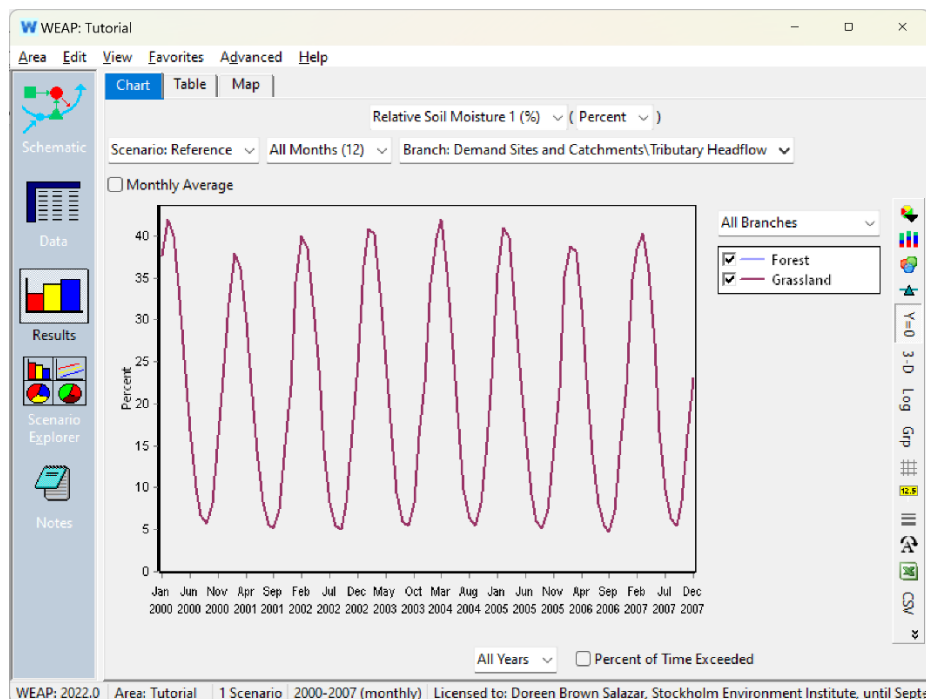 W WEAP: Tutorial
Area Edit View Favorites Advanced Help
Chart Table Map
Relative Soil Moisture 1 (%) ( Percent )
Scenario: Reference All Months (12) Branch: Demand Sites and Catchments\Tributary Headflow
Monthly Average
Schematic
Data
Results
Scenario
Explorer
Notes
Percent
40
35
30
25
20
15
10
5
0
Jan Jun Nov Apr Sep Feb Jul Dec May Oct Mar Aug Jan Jun Nov Apr Sep Feb Jul Dec
2000 2000 2000 2001 2001 2002 2002 2002 2003 2003 2004 2004 2005 2005 2005 2006 2006 2007 2007 2007
All Branches
Forest
Grassland
Y=0
3-D
Log
Grp
12.5
A
CSV
All Years Percent of Time Exceeded
WEAP: 2022.0 Area: Tutorial 1 Scenario 2000-2007 (monthly) Licensed to: Doreen Brown Salazar, Stockholm Environment Institute, until Septe